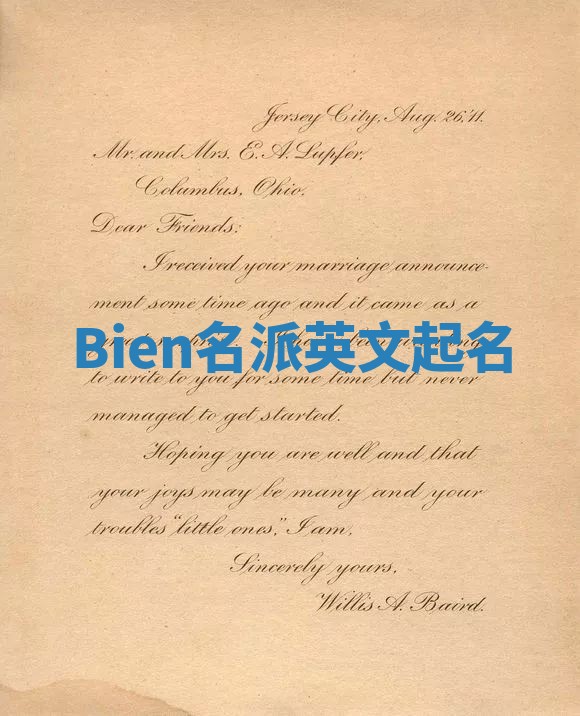 Jersey City, Aug. 26, '11.
Mr. and Mrs. E. A. Lupfer,
Columbus, Ohio.
Dear Friends:
I received your marriage announce-
ment some time ago and it came as a
Bien名派英文起名
to write to you for some time but never
managed to get started.
Hoping you are well and that
your joys may be many and your
troubles "little ones," I am,
Sincerely yours,
Willis A. Baird.